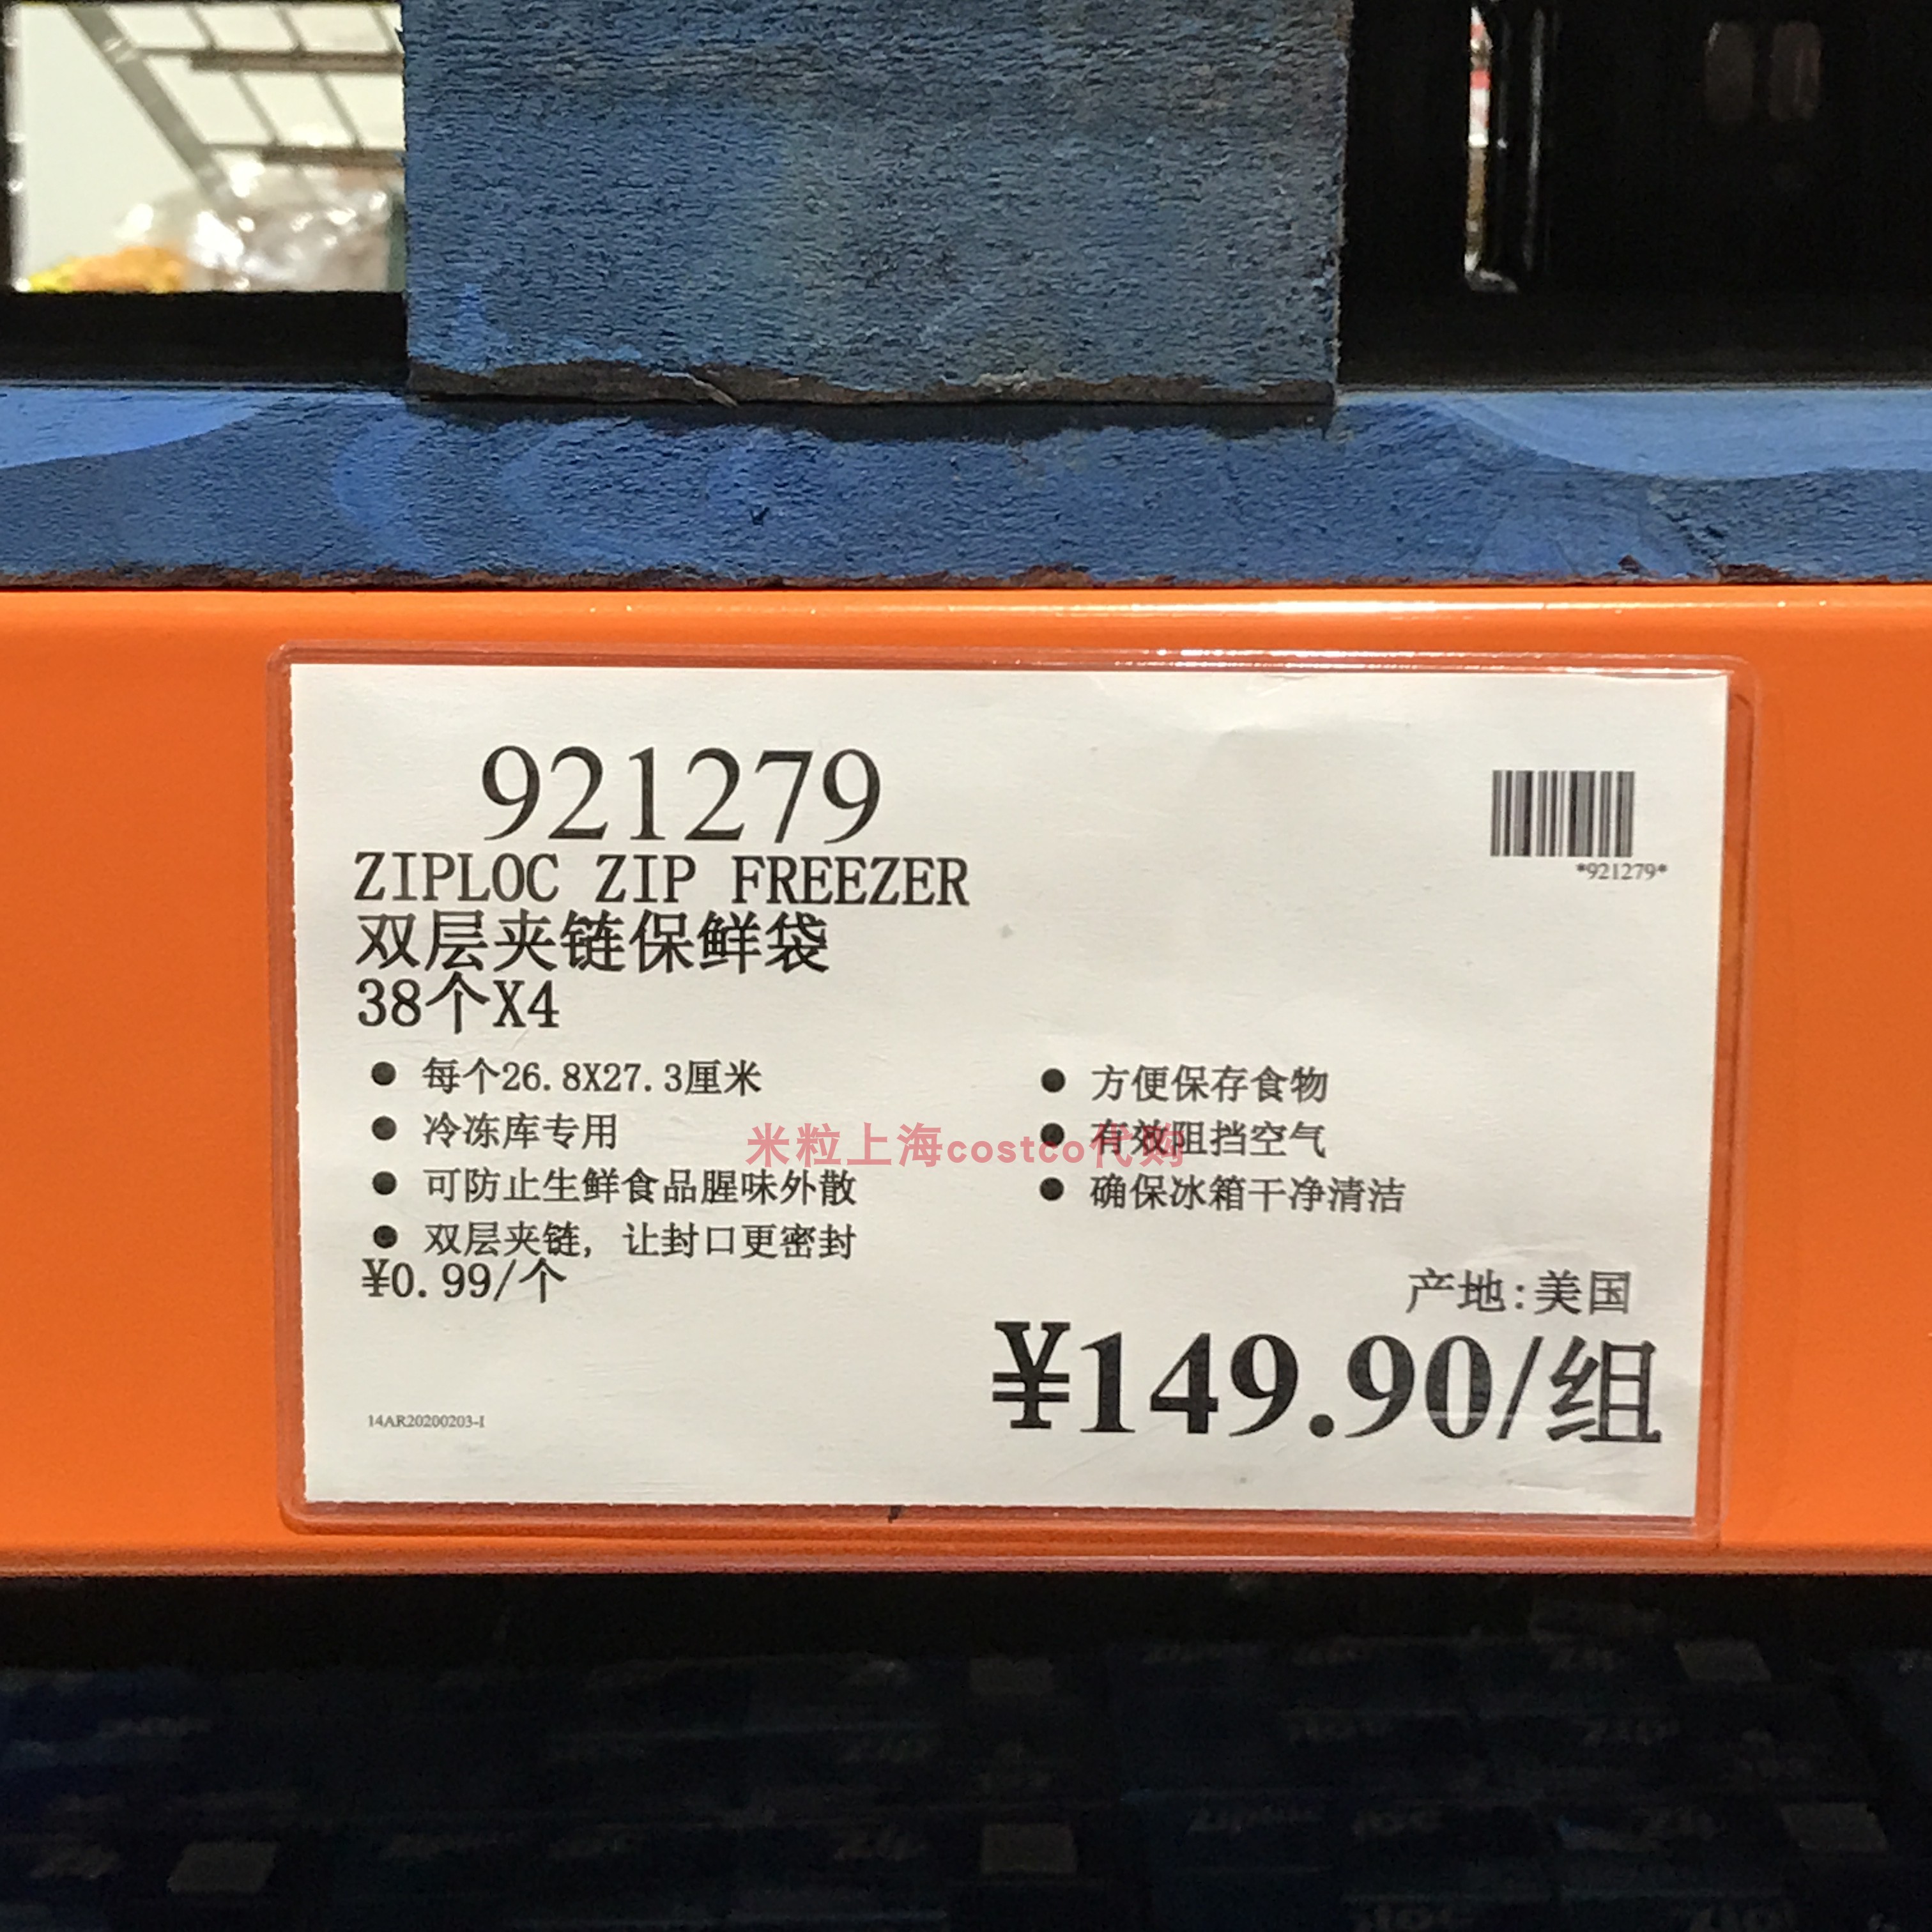 921279
*921279*
ZIPLOC ZIP FREEZER
双层夹链保鲜袋
38个X4
● 每个26.8X27.3厘米
● 冷冻库专用
● 可防止生鲜食品腥味外散
● 双层夹链, 让封口更密封
● 方便保存食物
● 有效阻挡空气
● 确保冰箱干净清洁
米粒上海costco代购
¥0.99/个
产地:美国
¥149.90/组
14AR20200203-I